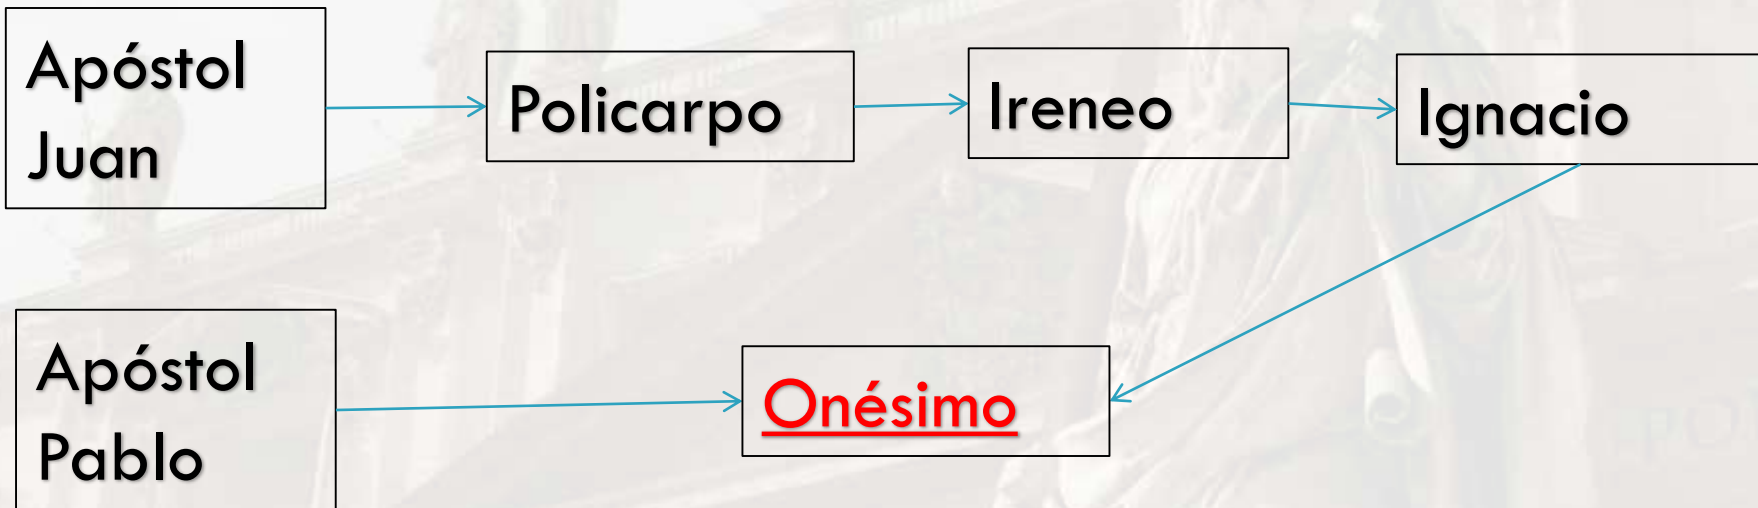 Apóstol
Juan
Policarpo
Ireneo
Ignacio
Apóstol
Pablo
Onésimo